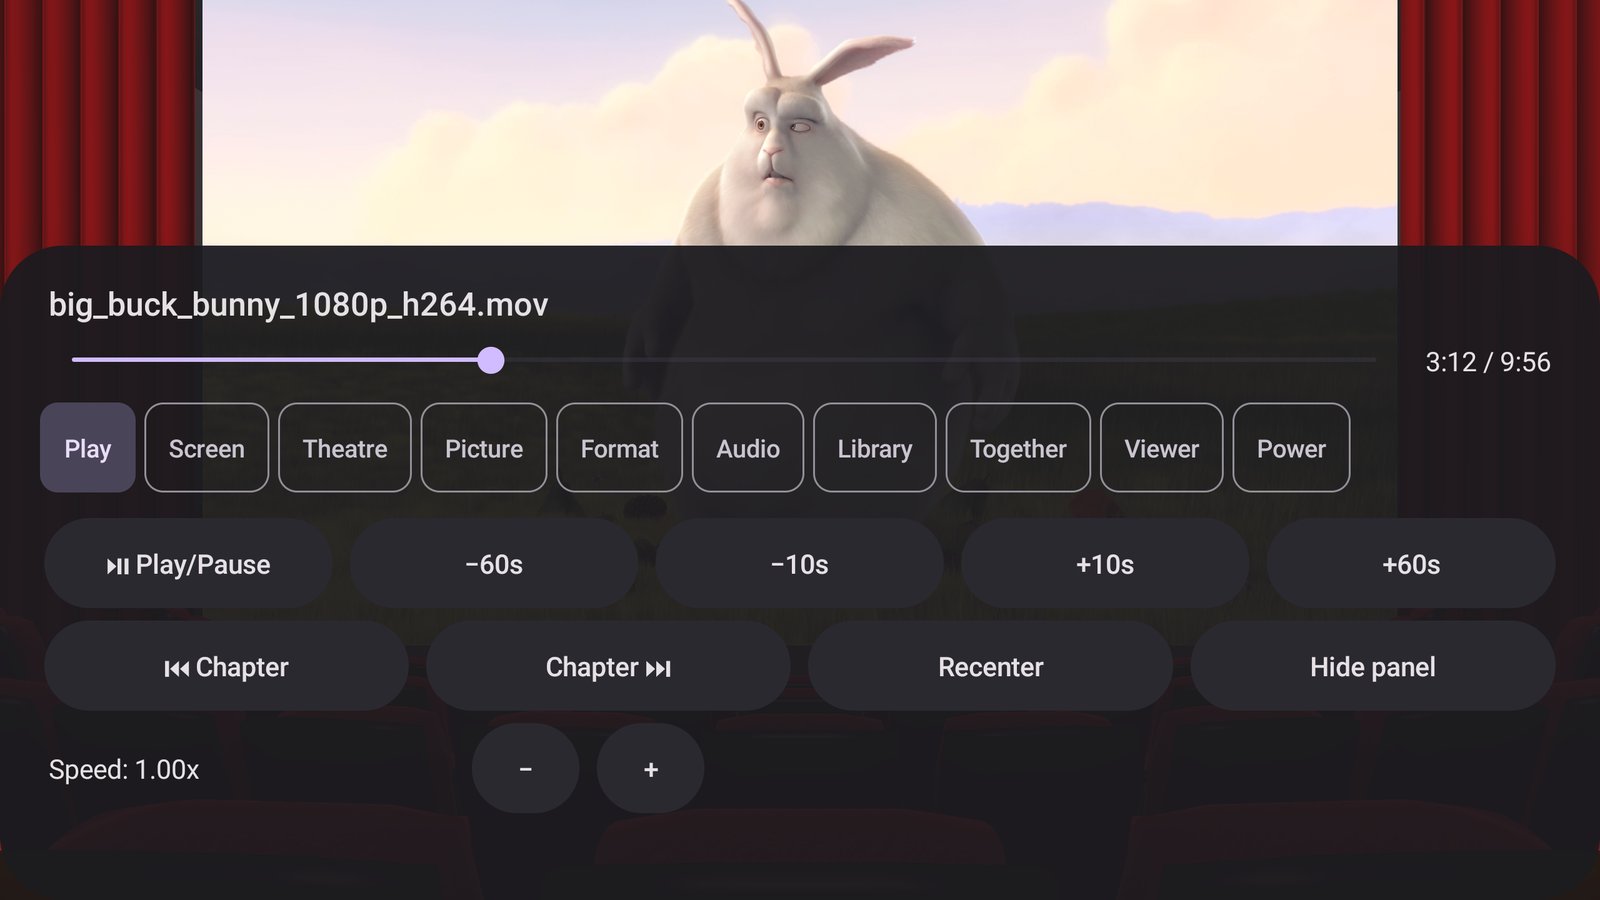 big_buck_bunny_1080p_h264.mov
3:12 / 9:56
Play Screen Theatre Picture Format Audio Library Together Viewer Power
⏯ Play/Pause −60s −10s +10s +60s
⏮ Chapter Chapter ⏭ Recenter Hide panel
Speed: 1.00x − +